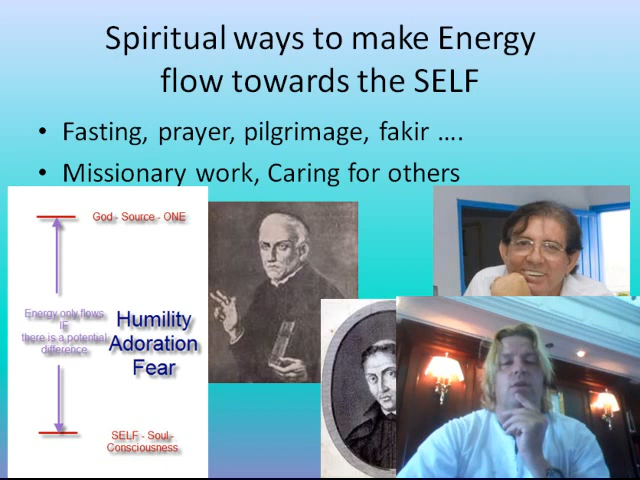 Spiritual ways to make Energy
flow towards the SELF
• Fasting, prayer, pilgrimage, fakir ....
• Missionary work, Caring for others
God - Source - ONE
Energy only flows
IF
there is a potential
difference
Humility
Adoration
Fear
SELF - Soul -
Consciousness